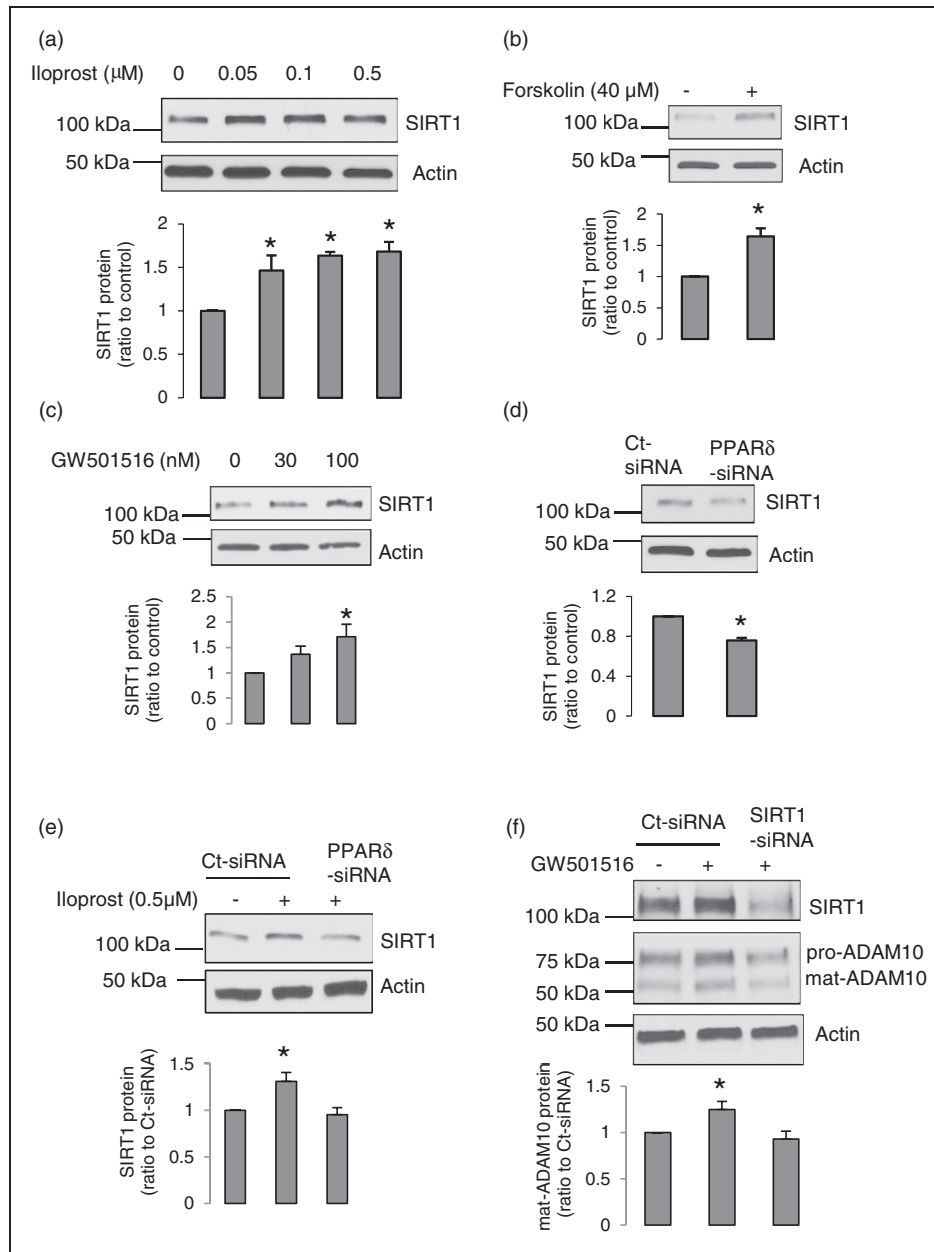 (a)
Iloprost (μM) 0 0.05 0.1 0.5
100 kDa
SIRT1
50 kDa
Actin
SIRT1 protein
(ratio to control)
2
1.5
1
0.5
0
* * *
(b)
Forskolin (40 μM) - +
100 kDa
SIRT1
50 kDa
Actin
SIRT1 protein
(ratio to control)
2
1.5
1
0.5
0
*
(c)
GW501516 (nM) 0 30 100
100 kDa
SIRT1
50 kDa
Actin
SIRT1 protein
(ratio to control)
2.5
2
1.5
1
0.5
0
*
(d)
Ct-
siRNA
PPARδ
-siRNA
100 kDa
SIRT1
50 kDa
Actin
SIRT1 protein
(ratio to control)
1.2
0.8
0.4
0
*
(e)
Ct-siRNA
PPARδ
-siRNA
Iloprost (0.5μM) - + +
100 kDa
SIRT1
50 kDa
Actin
SIRT1 protein
(ratio to Ct-siRNA)
1.5
1
0.5
0
*
(f)
Ct-siRNA
SIRT1
-siRNA
GW501516 - + +
100 kDa
SIRT1
75 kDa
pro-ADAM10
mat-ADAM10
50 kDa
50 kDa
Actin
mat-ADAM10 protein
(ratio to Ct-siRNA)
1.5
1
0.5
0
*